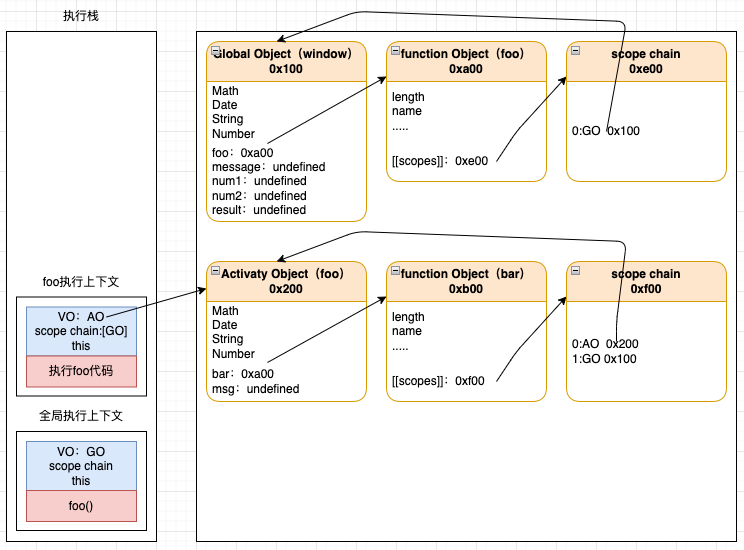 执行栈
Global Object（window）
0x100
Math
Date
String
Number
foo：0xa00
message：undefined
num1：undefined
num2：undefined
result：undefined
function Object（foo）
0xa00
length
name
.....
[[scopes]]：0xe00
scope chain
0xe00
0:GO 0x100
foo执行上下文
VO：AO
scope chain:[GO]
this
执行foo代码
全局执行上下文
VO：GO
scope chain
this
foo()
Activaty Object（foo）
0x200
Math
Date
String
Number
bar：0xa00
msg：undefined
function Object（bar）
0xb00
length
name
.....
[[scopes]]：0xf00
scope chain
0xf00
0:AO 0x200
1:GO 0x100